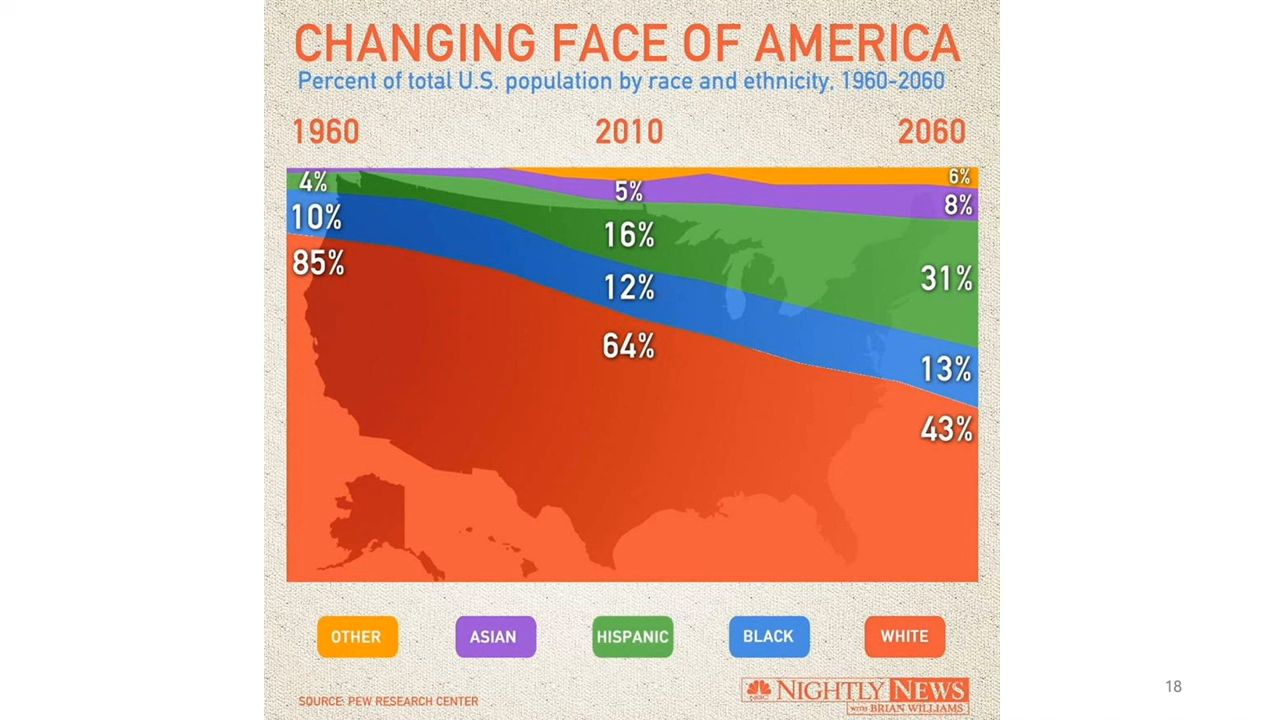 CHANGING FACE OF AMERICA
Percent of total U.S. population by race and ethnicity, 1960-2060
1960 2010 2060
4%
10%
85%
5%
16%
12%
64%
6%
8%
31%
13%
43%
OTHER ASIAN HISPANIC BLACK WHITE
SOURCE: PEW RESEARCH CENTER
NBC NIGHTLY NEWS
WITH BRIAN WILLIAMS
18